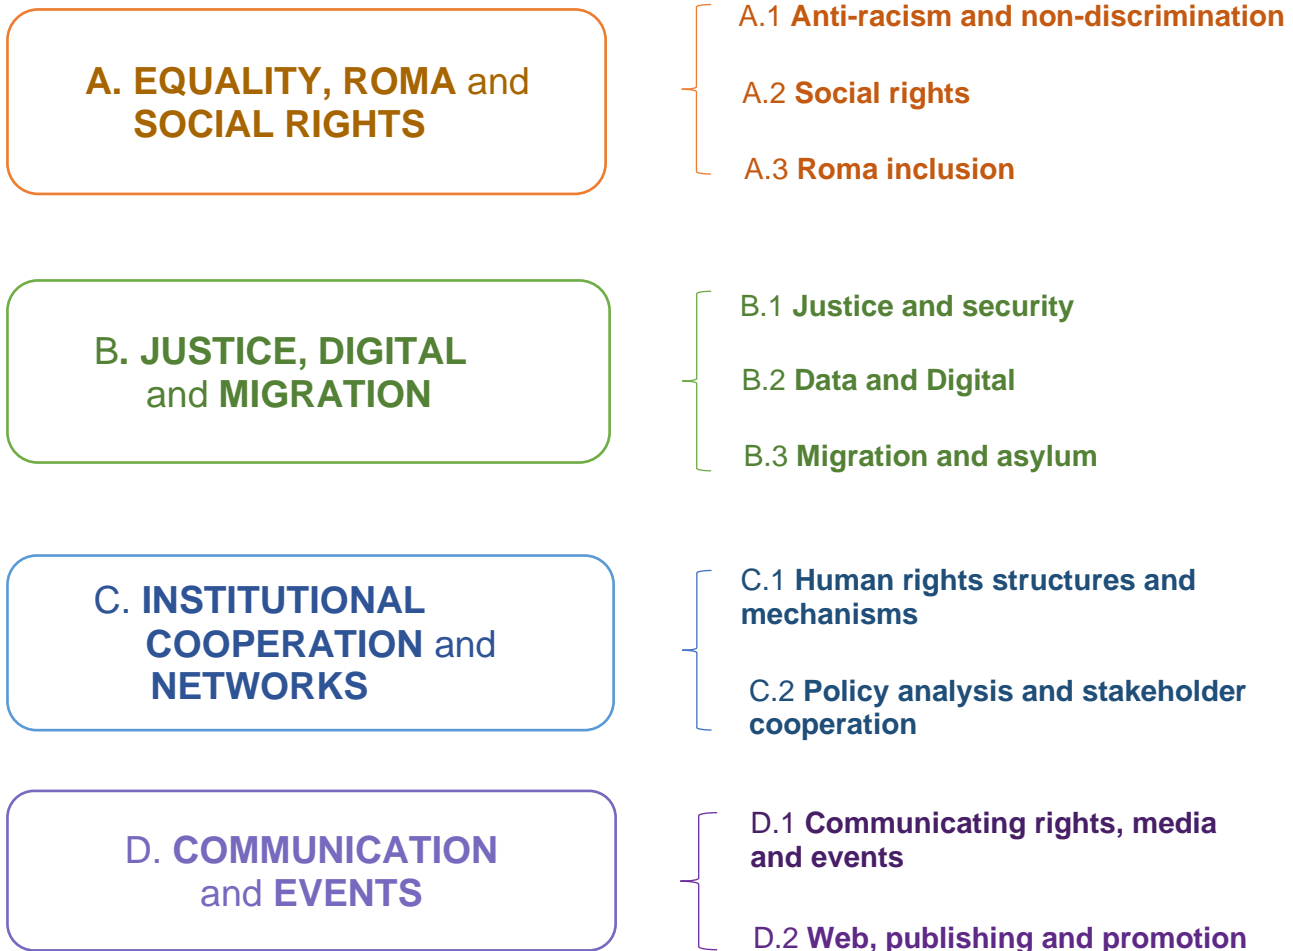 A. EQUALITY, ROMA and
SOCIAL RIGHTS
A.1 Anti-racism and non-discrimination
A.2 Social rights
A.3 Roma inclusion
B. JUSTICE, DIGITAL
and MIGRATION
B.1 Justice and security
B.2 Data and Digital
B.3 Migration and asylum
C. INSTITUTIONAL
COOPERATION and
NETWORKS
C.1 Human rights structures and
mechanisms
C.2 Policy analysis and stakeholder
cooperation
D. COMMUNICATION
and EVENTS
D.1 Communicating rights, media
and events
D.2 Web, publishing and promotion